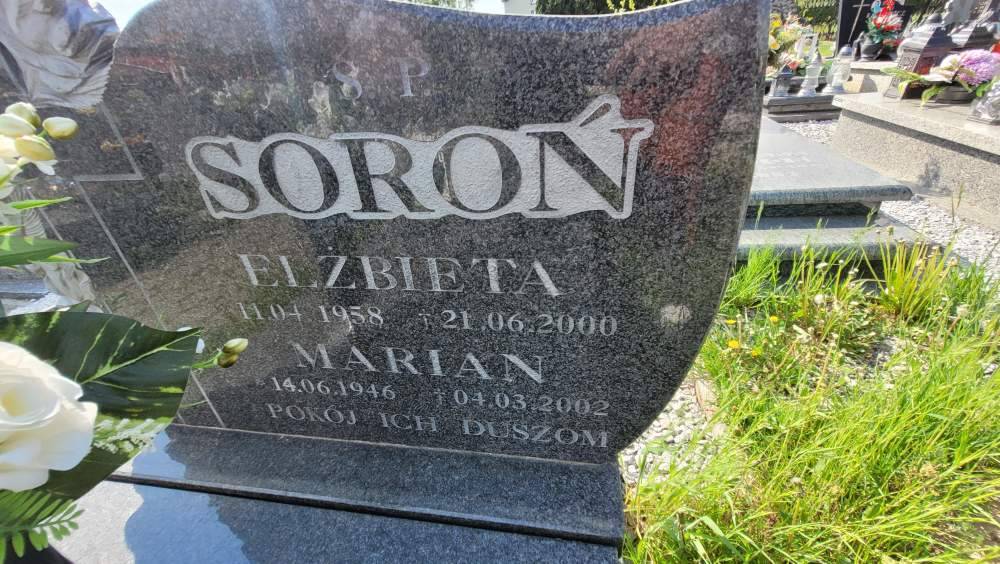 Ś. P.
SOROŃ
ELŻBIETA
11.04 1958 †21.06.2000
MARIAN
*14.06.1946 †04.03.2002
POKÓJ ICH DUSZOM